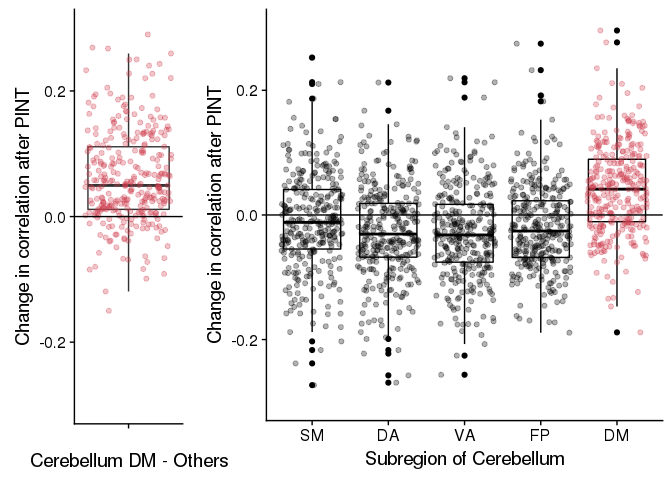 Change in correlation after PINT
0.2
0.0
-0.2
Cerebellum DM - Others
Change in correlation after PINT
0.2
0.0
-0.2
SM DA VA FP DM
Subregion of Cerebellum